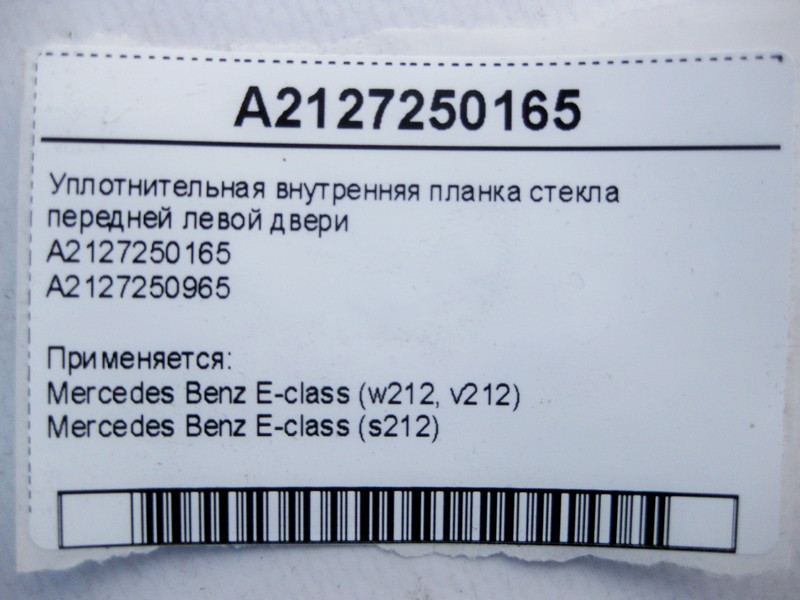 A2127250165
Уплотнительная внутренняя планка стекла
передней левой двери
A2127250165
A2127250965
Применяется:
Mercedes Benz E-class (w212, v212)
Mercedes Benz E-class (s212)